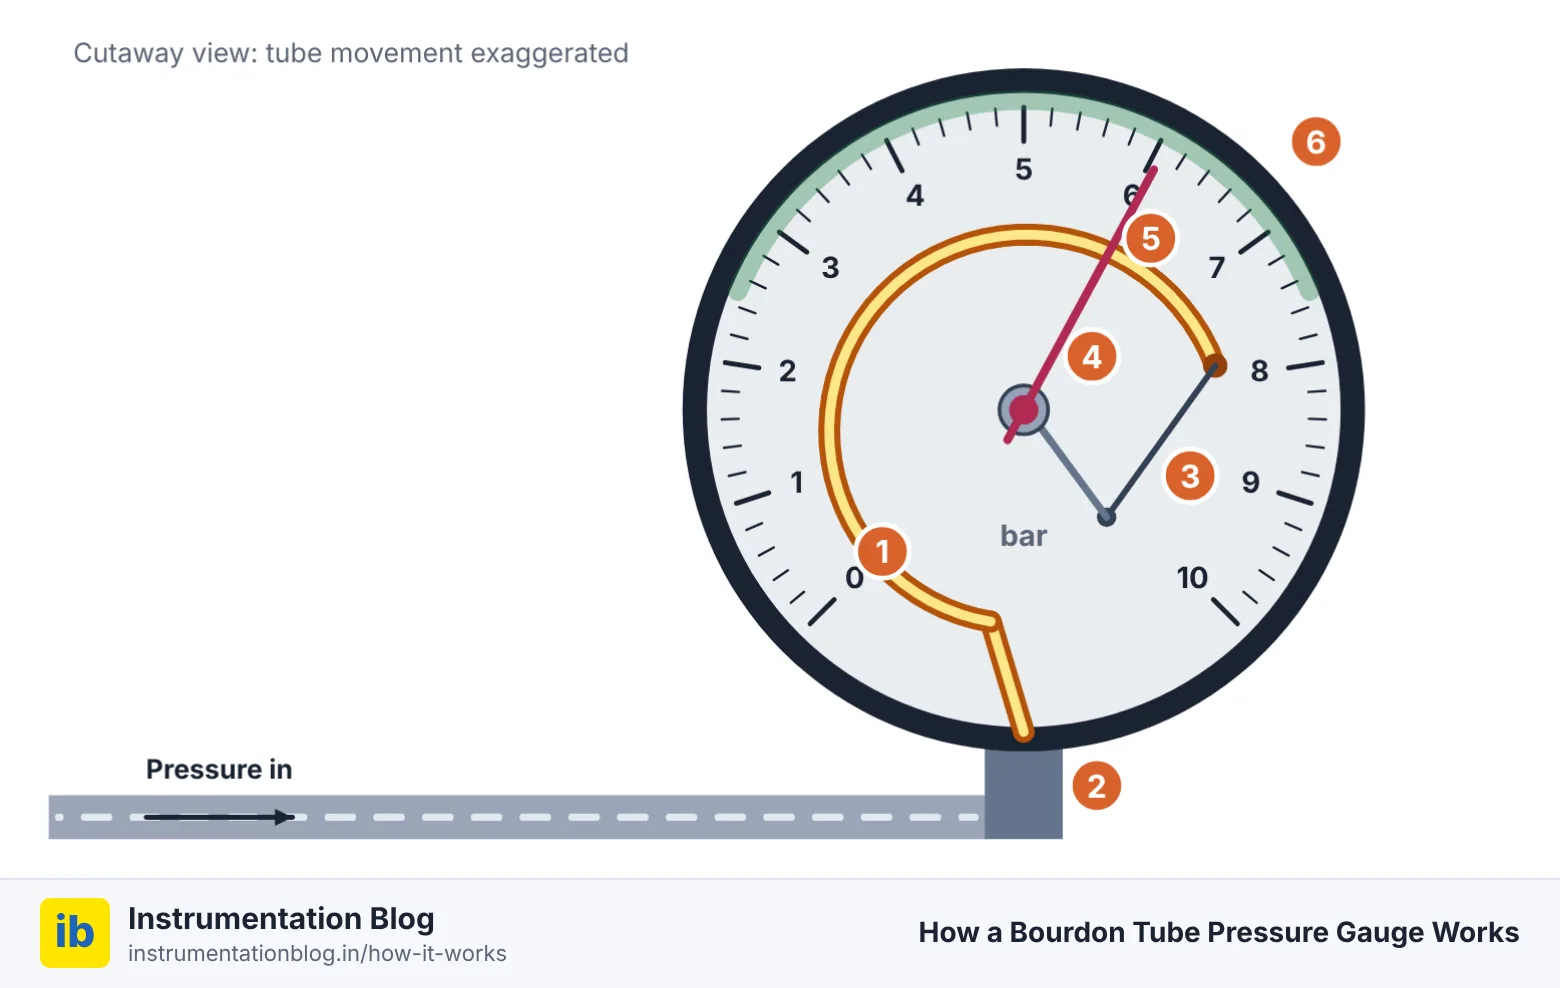 Cutaway view: tube movement exaggerated
6
5
4
6
5
3
7
4
2
8
3
1
9
bar
1
0
10
Pressure in
2
ib
Instrumentation Blog
instrumentationblog.in/how-it-works
How a Bourdon Tube Pressure Gauge Works